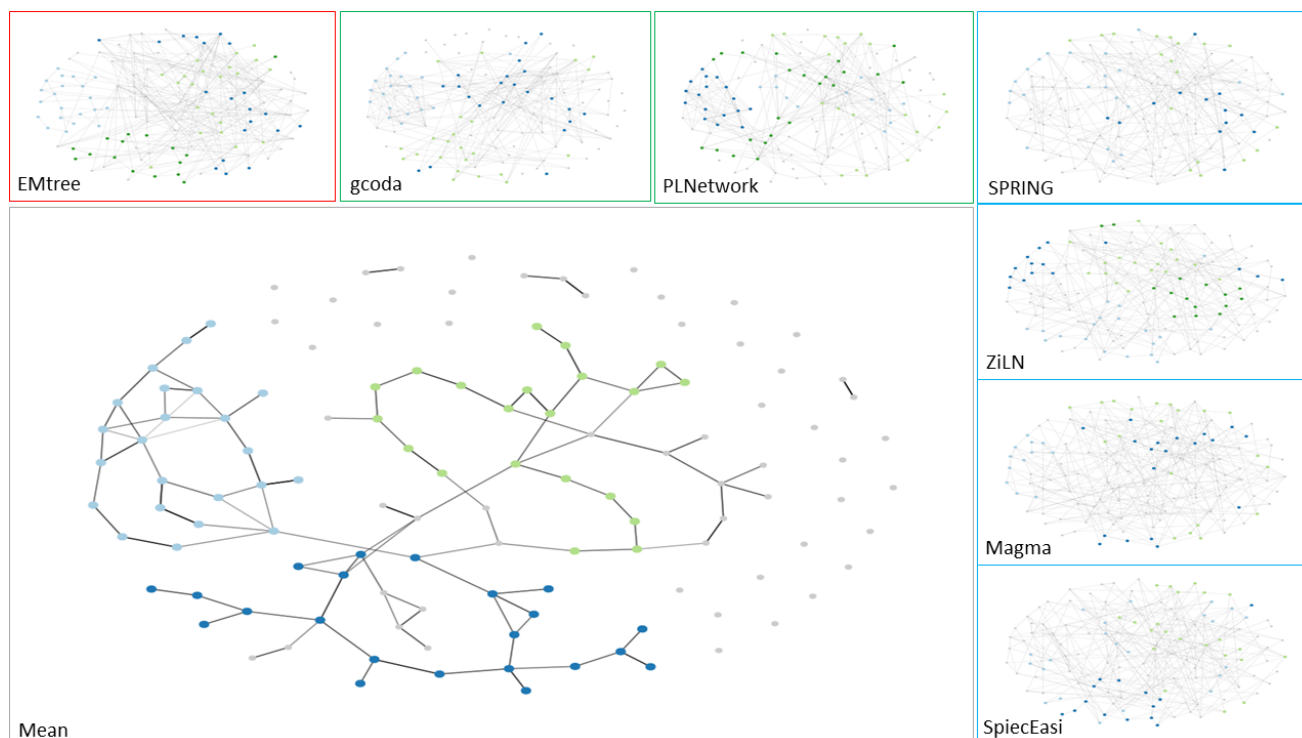 EMtree
gcoda
PLNetwork
SPRING
ZiLN
Magma
SpiecEasi
Mean